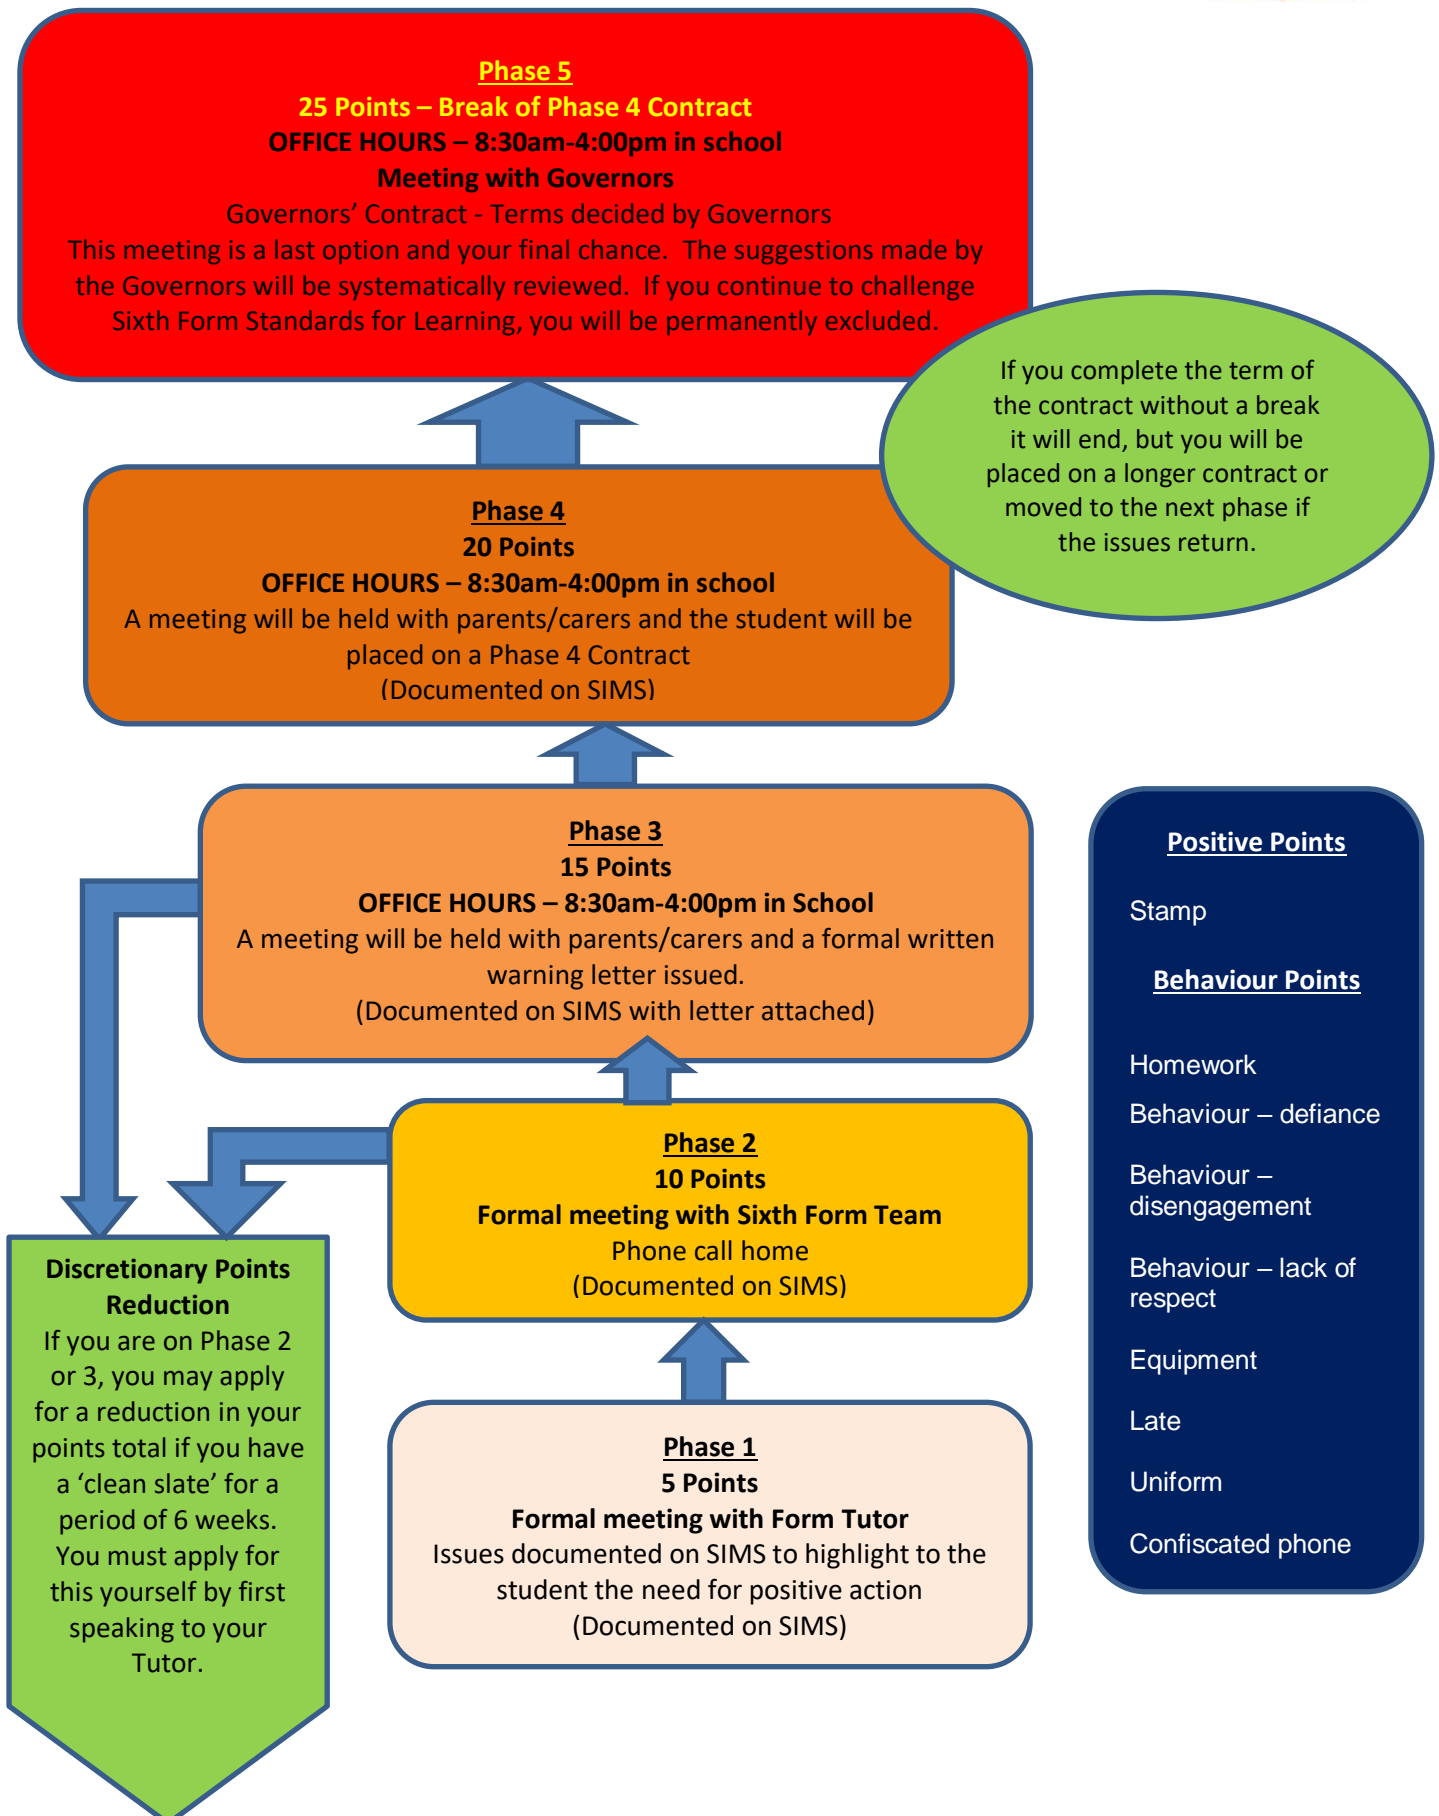 Phase 5
25 Points – Break of Phase 4 Contract
OFFICE HOURS – 8:30am-4:00pm in school
Meeting with Governors
Governors’ Contract - Terms decided by Governors
This meeting is a last option and your final chance.  The suggestions made by
the Governors will be systematically reviewed.  If you continue to challenge
Sixth Form Standards for Learning, you will be permanently excluded.
If you complete the term of
the contract without a break
it will end, but you will be
placed on a longer contract or
moved to the next phase if
the issues return.
Phase 4
20 Points
OFFICE HOURS – 8:30am-4:00pm in school
A meeting will be held with parents/carers and the student will be
placed on a Phase 4 Contract
(Documented on SIMS)
Phase 3
15 Points
OFFICE HOURS – 8:30am-4:00pm in School
A meeting will be held with parents/carers and a formal written
warning letter issued.
(Documented on SIMS with letter attached)
Positive Points
Stamp
Behaviour Points
Homework
Behaviour – defiance
Behaviour –
disengagement
Behaviour – lack of
respect
Equipment
Late
Uniform
Confiscated phone
Phase 2
10 Points
Formal meeting with Sixth Form Team
Phone call home
(Documented on SIMS)
Discretionary Points
Reduction
If you are on Phase 2
or 3, you may apply
for a reduction in your
points total if you have
a ‘clean slate’ for a
period of 6 weeks.
You must apply for
this yourself by first
speaking to your
Tutor.
Phase 1
5 Points
Formal meeting with Form Tutor
Issues documented on SIMS to highlight to the
student the need for positive action
(Documented on SIMS)